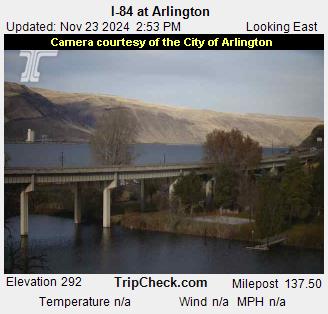 I-84 at Arlington
Updated: Nov 23 2024 2:53 PM Looking East
Camera courtesy of the City of Arlington
Elevation 292 TripCheck.com Milepost 137.50
Temperature n/a Wind n/a MPH n/a